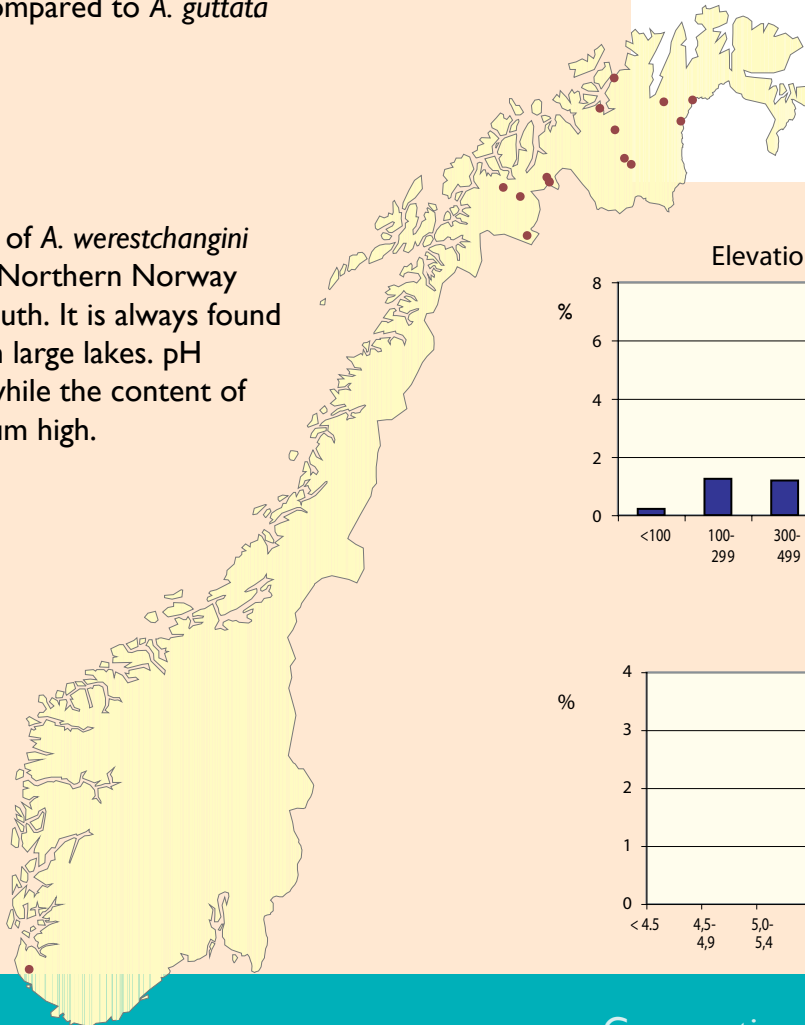 ompared to A. guttata
of A. werestchangini
Northern Norway
uth. It is always found
large lakes. pH
while the content of
um high.
Elevatio
%
8
6
4
2
0
<100
100-
299
300-
499
%
4
3
2
1
0
< 4.5
4,5-
4,9
5,0-
5,4